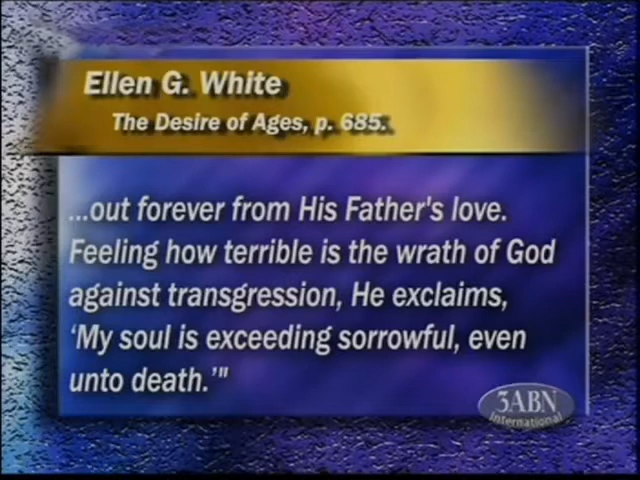 Ellen G. White
The Desire of Ages, p. 685.
...out forever from His Father's love.
Feeling how terrible is the wrath of God
against transgression, He exclaims,
‘My soul is exceeding sorrowful, even
unto death.’"
3ABN
International